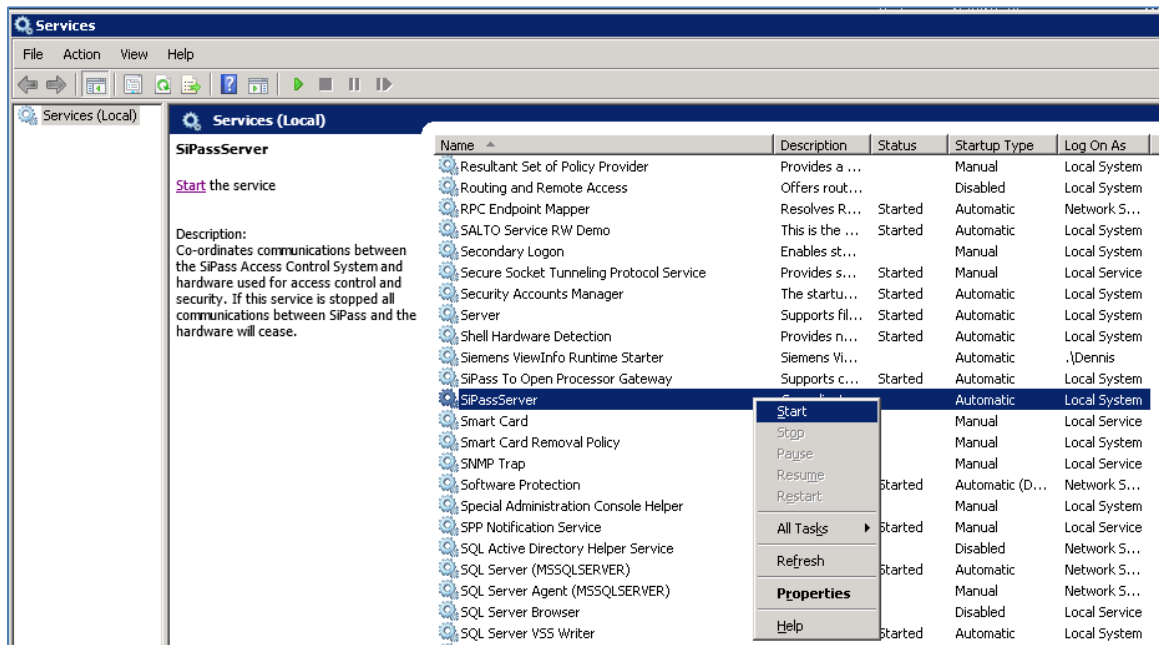 Services
File Action View Help
Services (Local)
Services (Local)
SiPassServer
Start the service
Description:
Co-ordinates communications between
the SiPass Access Control System and
hardware used for access control and
security. If this service is stopped all
communications between SiPass and the
hardware will cease.
Name Description Status Startup Type Log On As
Resultant Set of Policy Provider Provides a ... Manual Local System
Routing and Remote Access Offers rout... Disabled Local System
RPC Endpoint Mapper Resolves R... Started Automatic Network S...
SALTO Service RW Demo This is the ... Started Automatic Local System
Secondary Logon Enables st... Manual Local System
Secure Socket Tunneling Protocol Service Provides s... Started Manual Local Service
Security Accounts Manager The startu... Started Automatic Local System
Server Supports fil... Started Automatic Local System
Shell Hardware Detection Provides n... Started Automatic Local System
Siemens ViewInfo Runtime Starter Siemens Vi... Automatic .\Dennis
SiPass To Open Processor Gateway Supports c... Started Automatic Local System
SiPassServer Automatic Local System
Smart Card Manual Local Service
Smart Card Removal Policy Manual Local System
SNMP Trap Manual Local Service
Software Protection Started Automatic (D... Network S...
Special Administration Console Helper Manual Local System
SPP Notification Service Started Manual Local Service
SQL Active Directory Helper Service Disabled Network S...
SQL Server (MSSQLSERVER) Started Automatic Network S...
SQL Server Agent (MSSQLSERVER) Manual Network S...
SQL Server Browser Disabled Local Service
SQL Server VSS Writer Started Automatic Local System
Start
Stop
Pause
Resume
Restart
All Tasks
Refresh
Properties
Help